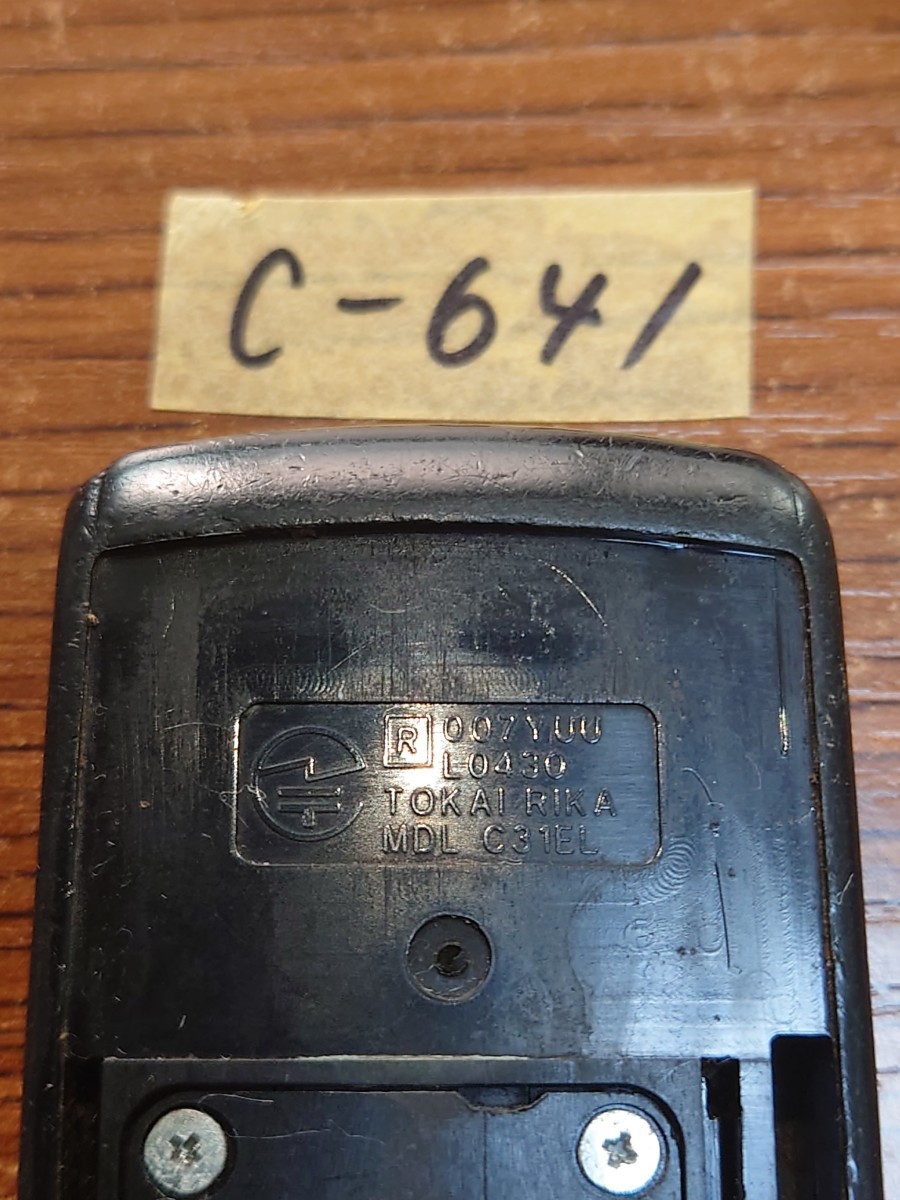 C-641
R 007YUU
L0430
TOKAI RIKA
MDL C31EL